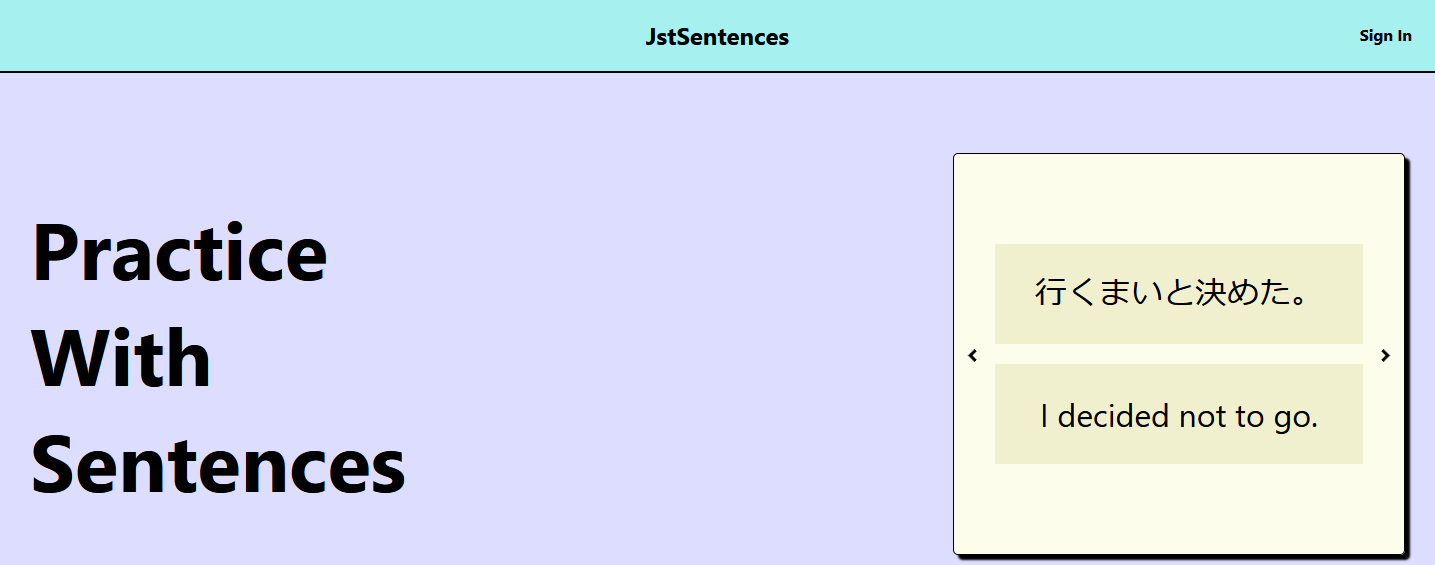 JstSentences
Sign In
Practice
With
Sentences
行くまいと決めた。
I decided not to go.